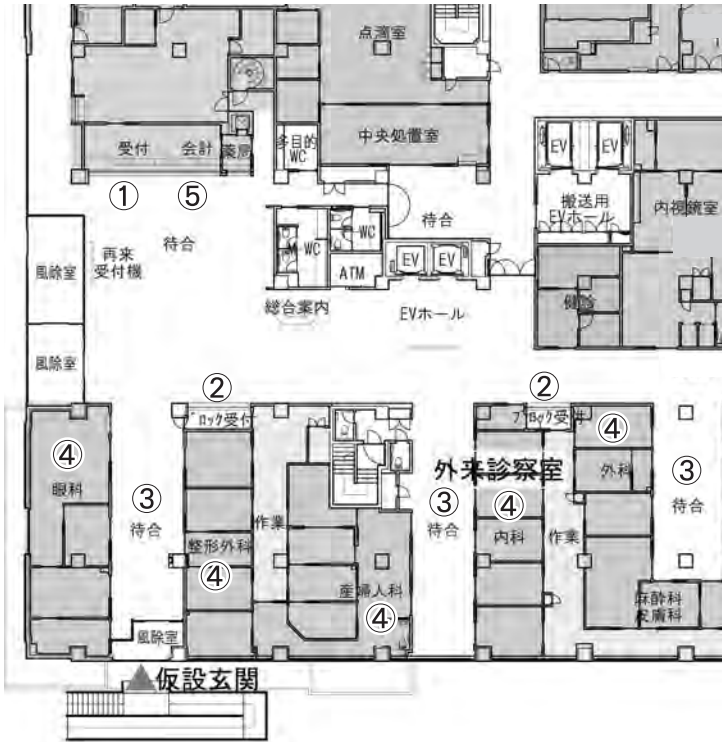 点滴室
中央処置室
多目的
WC
受付
会計
薬局
①
⑤
待合
再来
受付機
風除室
風除室
WC
WC
ATM
EV
EV
待合
総合案内
EVホール
EV
EV
搬送用
EVホール
内視鏡室
健診
②
ブロック受付
②
ブロック受付
④
眼科
③
待合
整形外科
④
作業
産婦人科
④
外来診察室
③
待合
④
内科
作業
④
外科
③
待合
麻酔科
皮膚科
風除室
仮設玄関